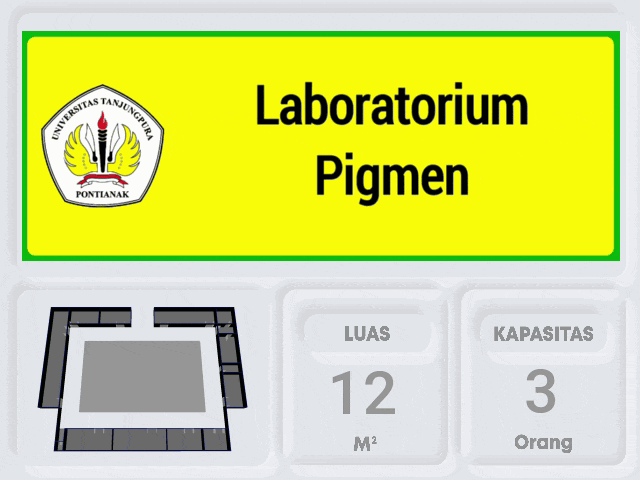 UNIVERSITAS TANJUNGPURA
PONTIANAK
Laboratorium
Pigmen
LUAS
12
M²
KAPASITAS
3
Orang